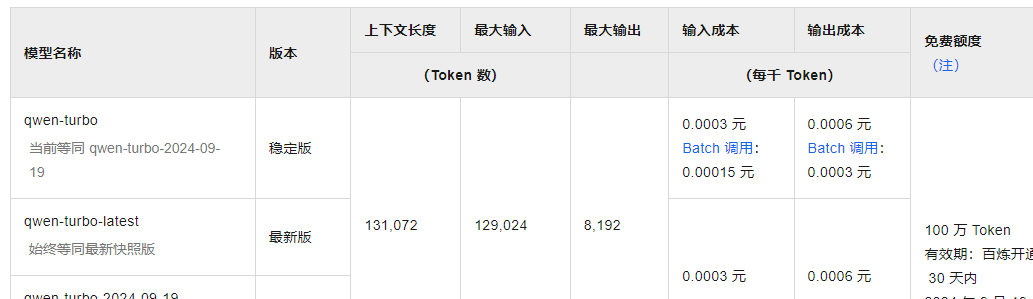 模型名称
版本
上下文长度
最大输入
最大输出
输入成本
输出成本
免费额度
（注）
（Token 数）
（每千 Token）
qwen-turbo
当前等同 qwen-turbo-2024-09-
19
稳定版
131,072
129,024
8,192
0.0003 元
Batch 调用：
0.00015 元
0.0006 元
Batch 调用：
0.0003 元
100 万 Token
有效期：百炼开通
30 天内
qwen-turbo-latest
始终等同最新快照版
最新版
0.0003 元
0.0006 元
qwen-turbo-2024-09-19